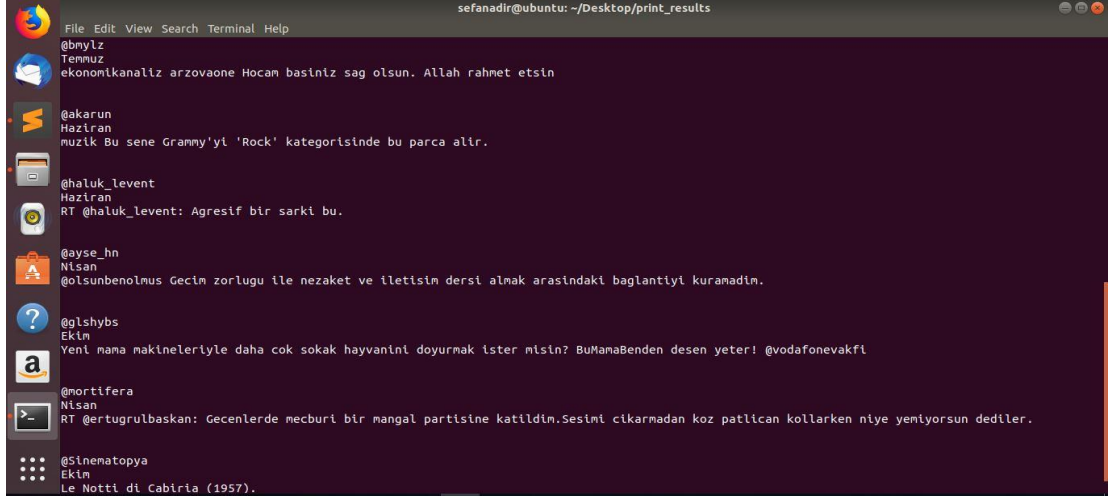 sefanadir@ubuntu: ~/Desktop/print_results
File Edit View Search Terminal Help
@bmylz
Temmuz
ekonomikanaliz arzovaone Hocam basiniz sag olsun. Allah rahmet etsin
@akarun
Haziran
muzik Bu sene Grammy'yi 'Rock' kategorisinde bu parca alir.
@haluk_levent
Haziran
RT @haluk_levent: Agresif bir sarki bu.
@ayse_hn
Nisan
@olsunbenolmus Gecim zorlugu ile nezaket ve iletisim dersi almak arasindaki baglantiyi kuramadim.
@glshybs
Ekim
Yeni mama makineleriyle daha cok sokak hayvanini doyurmak ister misin? BuMamaBenden desen yeter! @vodafonevakfi
@mortifera
Nisan
RT @ertugrulbaskan: Gecenlerde mecburi bir mangal partisine katildim.Sesimi cikarmadan koz patlican kollarken niye yemiyorsun dediler.
@Sinematopya
Ekim
Le Notti di Cabiria (1957).